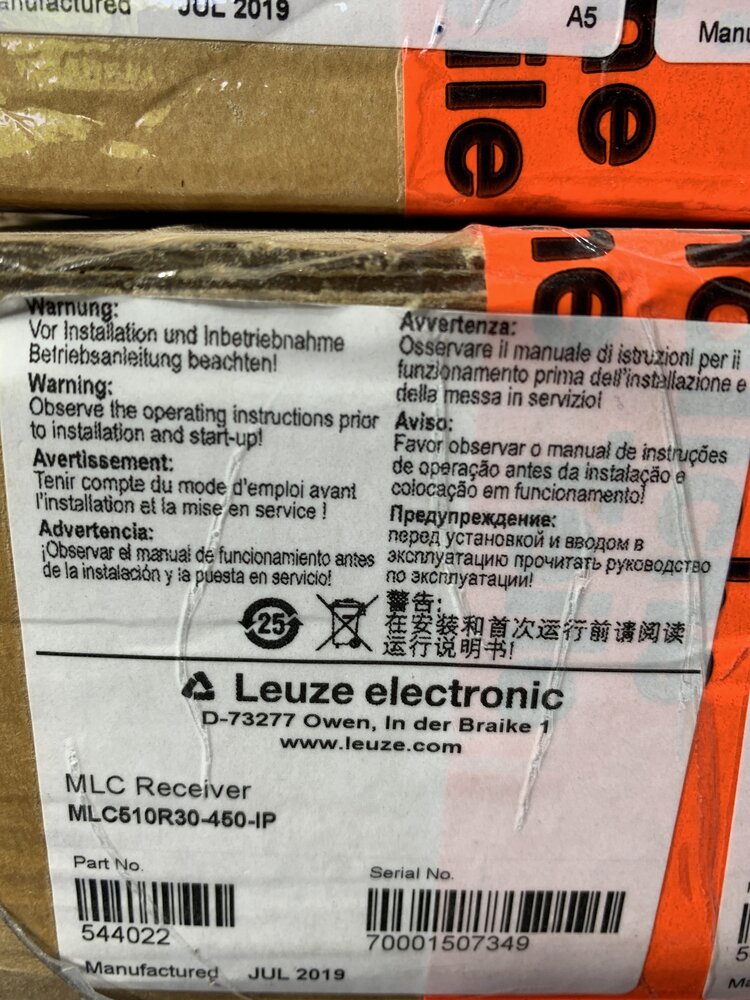 JUL 2019
A5
Warnung:
Vor Installation und Inbetriebnahme
Betriebsanleitung beachten!
Warning:
Observe the operating instructions prior
to installation and start-up!
Avertissement:
Tenir compte du mode d'emploi avant
l'installation et la mise en service !
Advertencia:
¡Observar el manual de funcionamiento antes
de la instalación y la puesta en servicio!
Avvertenza:
Osservare il manuale di istruzioni per il
funzionamento prima dell'installazione e
della messa in servizio!
Aviso:
Favor observar o manual de instruções
de operação antes da instalação e
colocação em funcionamento!
Предупреждение:
перед установкой и вводом в
эксплуатацию прочитать руководство
по эксплуатации!
25
警告:
在安装和首次运行前请阅读
运行说明书!
Leuze electronic
D-73277 Owen, In der Braike 1
www.leuze.com
MLC Receiver
MLC510R30-450-IP
Part No.
544022
Serial No.
70001507349
Manufactured JUL 2019